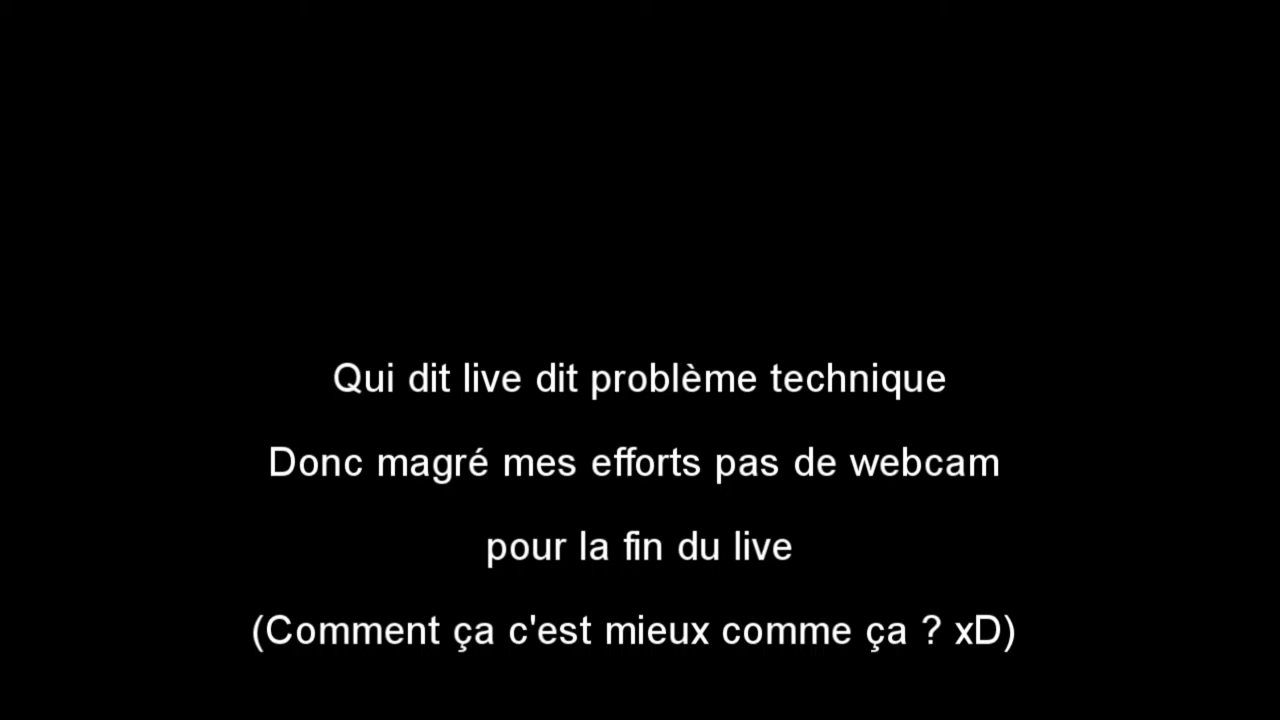 Qui dit live dit problème technique
Donc magré mes efforts pas de webcam
pour la fin du live
(Comment ça c'est mieux comme ça ? xD)